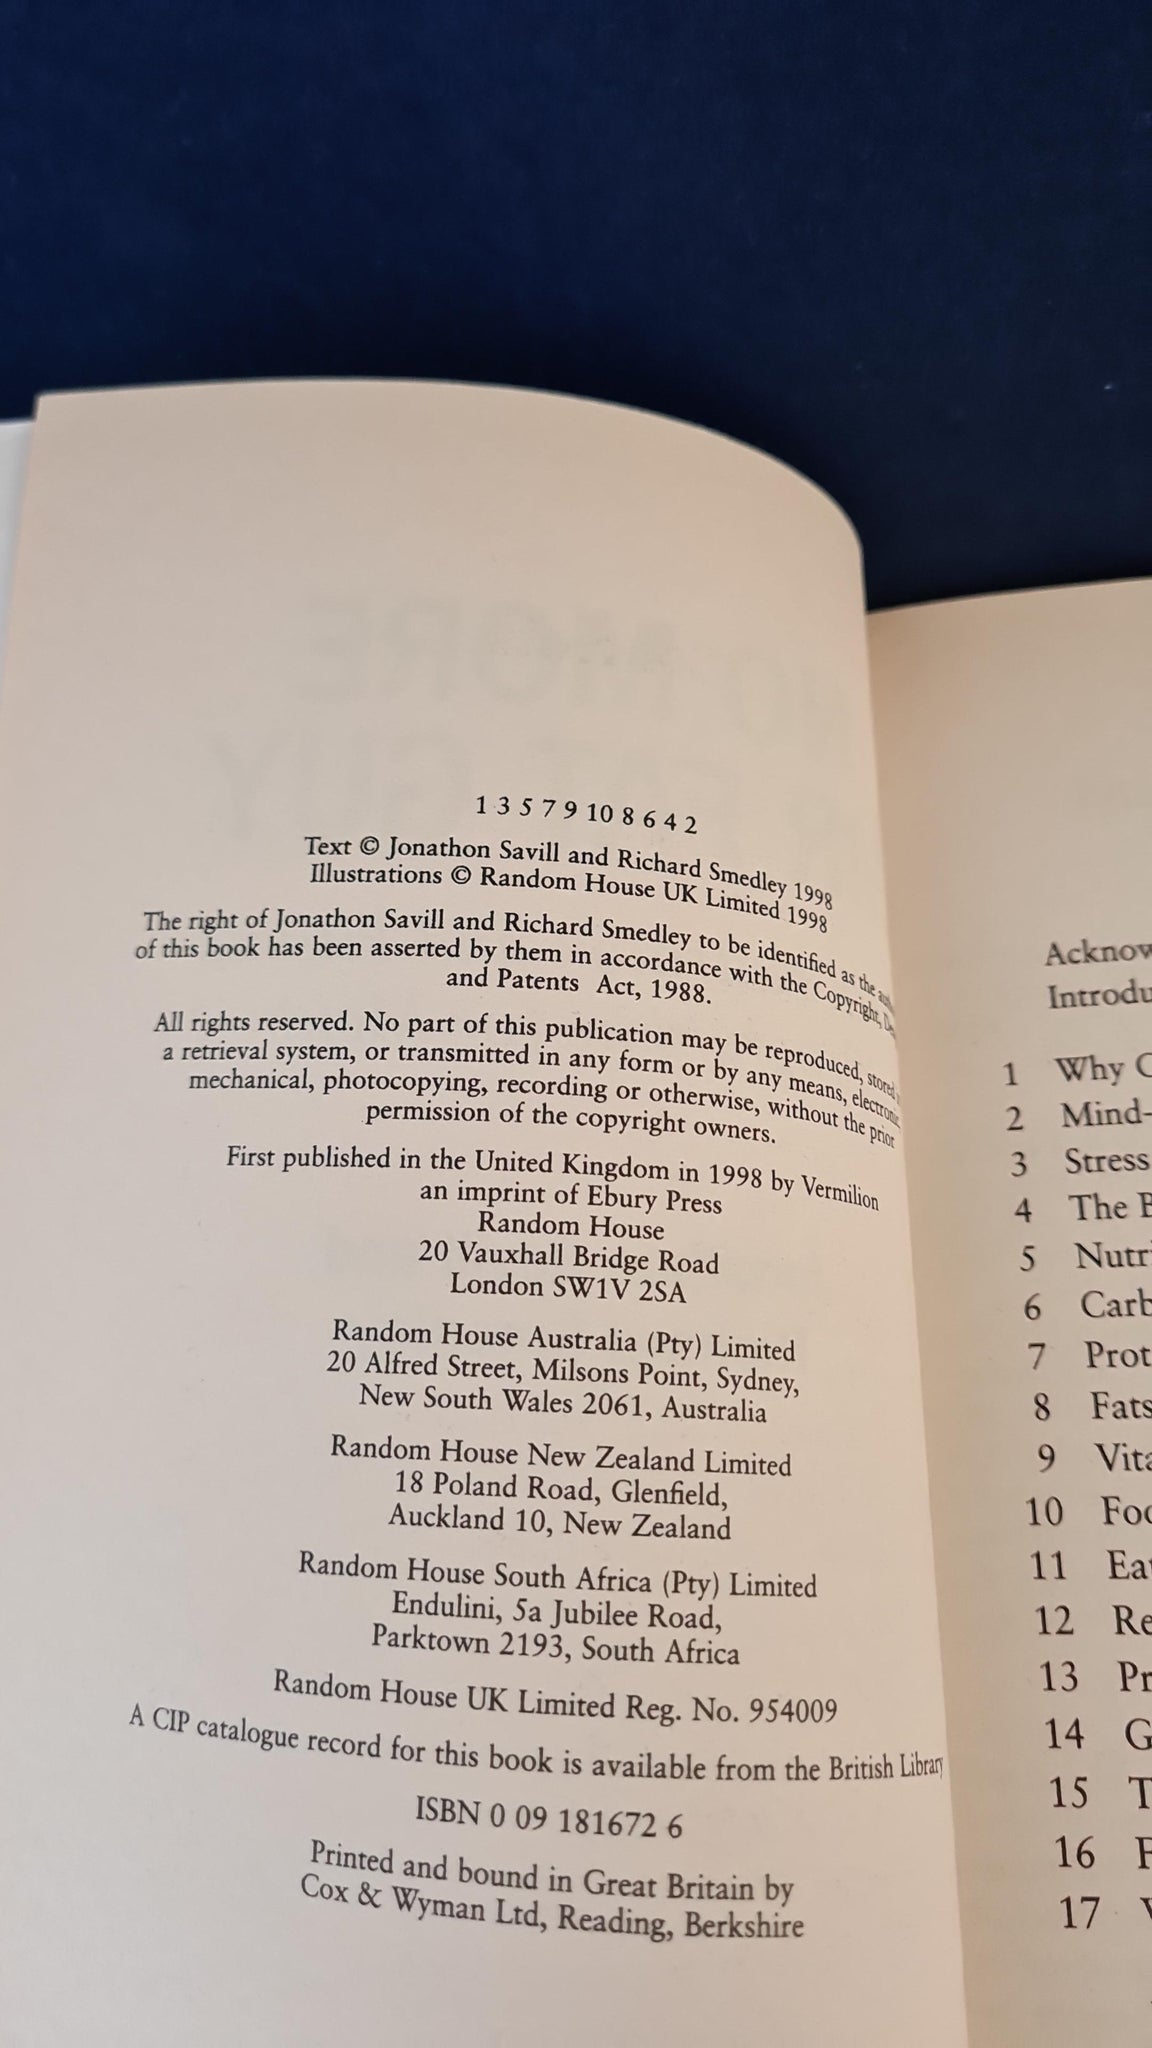 1 3 5 7 9 10 8 6 4 2
Text © Jonathon Savill and Richard Smedley 1998
Illustrations © Random House UK Limited 1998
The right of Jonathon Savill and Richard Smedley to be identified as the
of this book has been asserted by them in accordance with the Copyright,
and Patents Act, 1988.
All rights reserved. No part of this publication may be reproduced, stored
a retrieval system, or transmitted in any form or by any means, electronic,
mechanical, photocopying, recording or otherwise, without the prior
permission of the copyright owners.
First published in the United Kingdom in 1998 by Vermilion
an imprint of Ebury Press
Random House
20 Vauxhall Bridge Road
London SW1V 2SA
Random House Australia (Pty) Limited
20 Alfred Street, Milsons Point, Sydney,
New South Wales 2061, Australia
Random House New Zealand Limited
18 Poland Road, Glenfield,
Auckland 10, New Zealand
Random House South Africa (Pty) Limited
Endulini, 5a Jubilee Road,
Parktown 2193, South Africa
Random House UK Limited Reg. No. 954009
A CIP catalogue record for this book is available from the British Library
ISBN 0 09 181672 6
Printed and bound in Great Britain by
Cox & Wyman Ltd, Reading, Berkshire
Acknow
Introdu
1 Why
2 Mind-
3 Stress
4 The
5 Nutri
6 Carb
7 Prot
8 Fats
9 Vita
10 Foo
11 Ea
12 Re
13 Pr
14 G
15 T
16
17